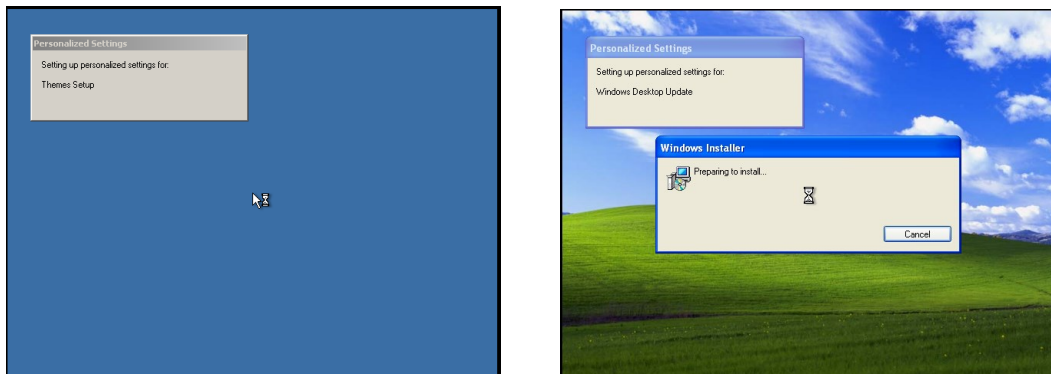 Personalized Settings
Setting up personalized settings for:
Themes Setup
Personalized Settings
Setting up personalized settings for:
Windows Desktop Update
Windows Installer
Preparing to install...
Cancel